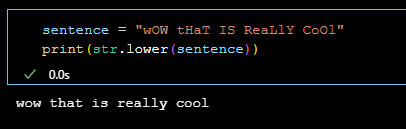 sentence = "wOW tHaT IS ReaLlY CoOl"
print(str.lower(sentence))
0.0s
wow that is really cool